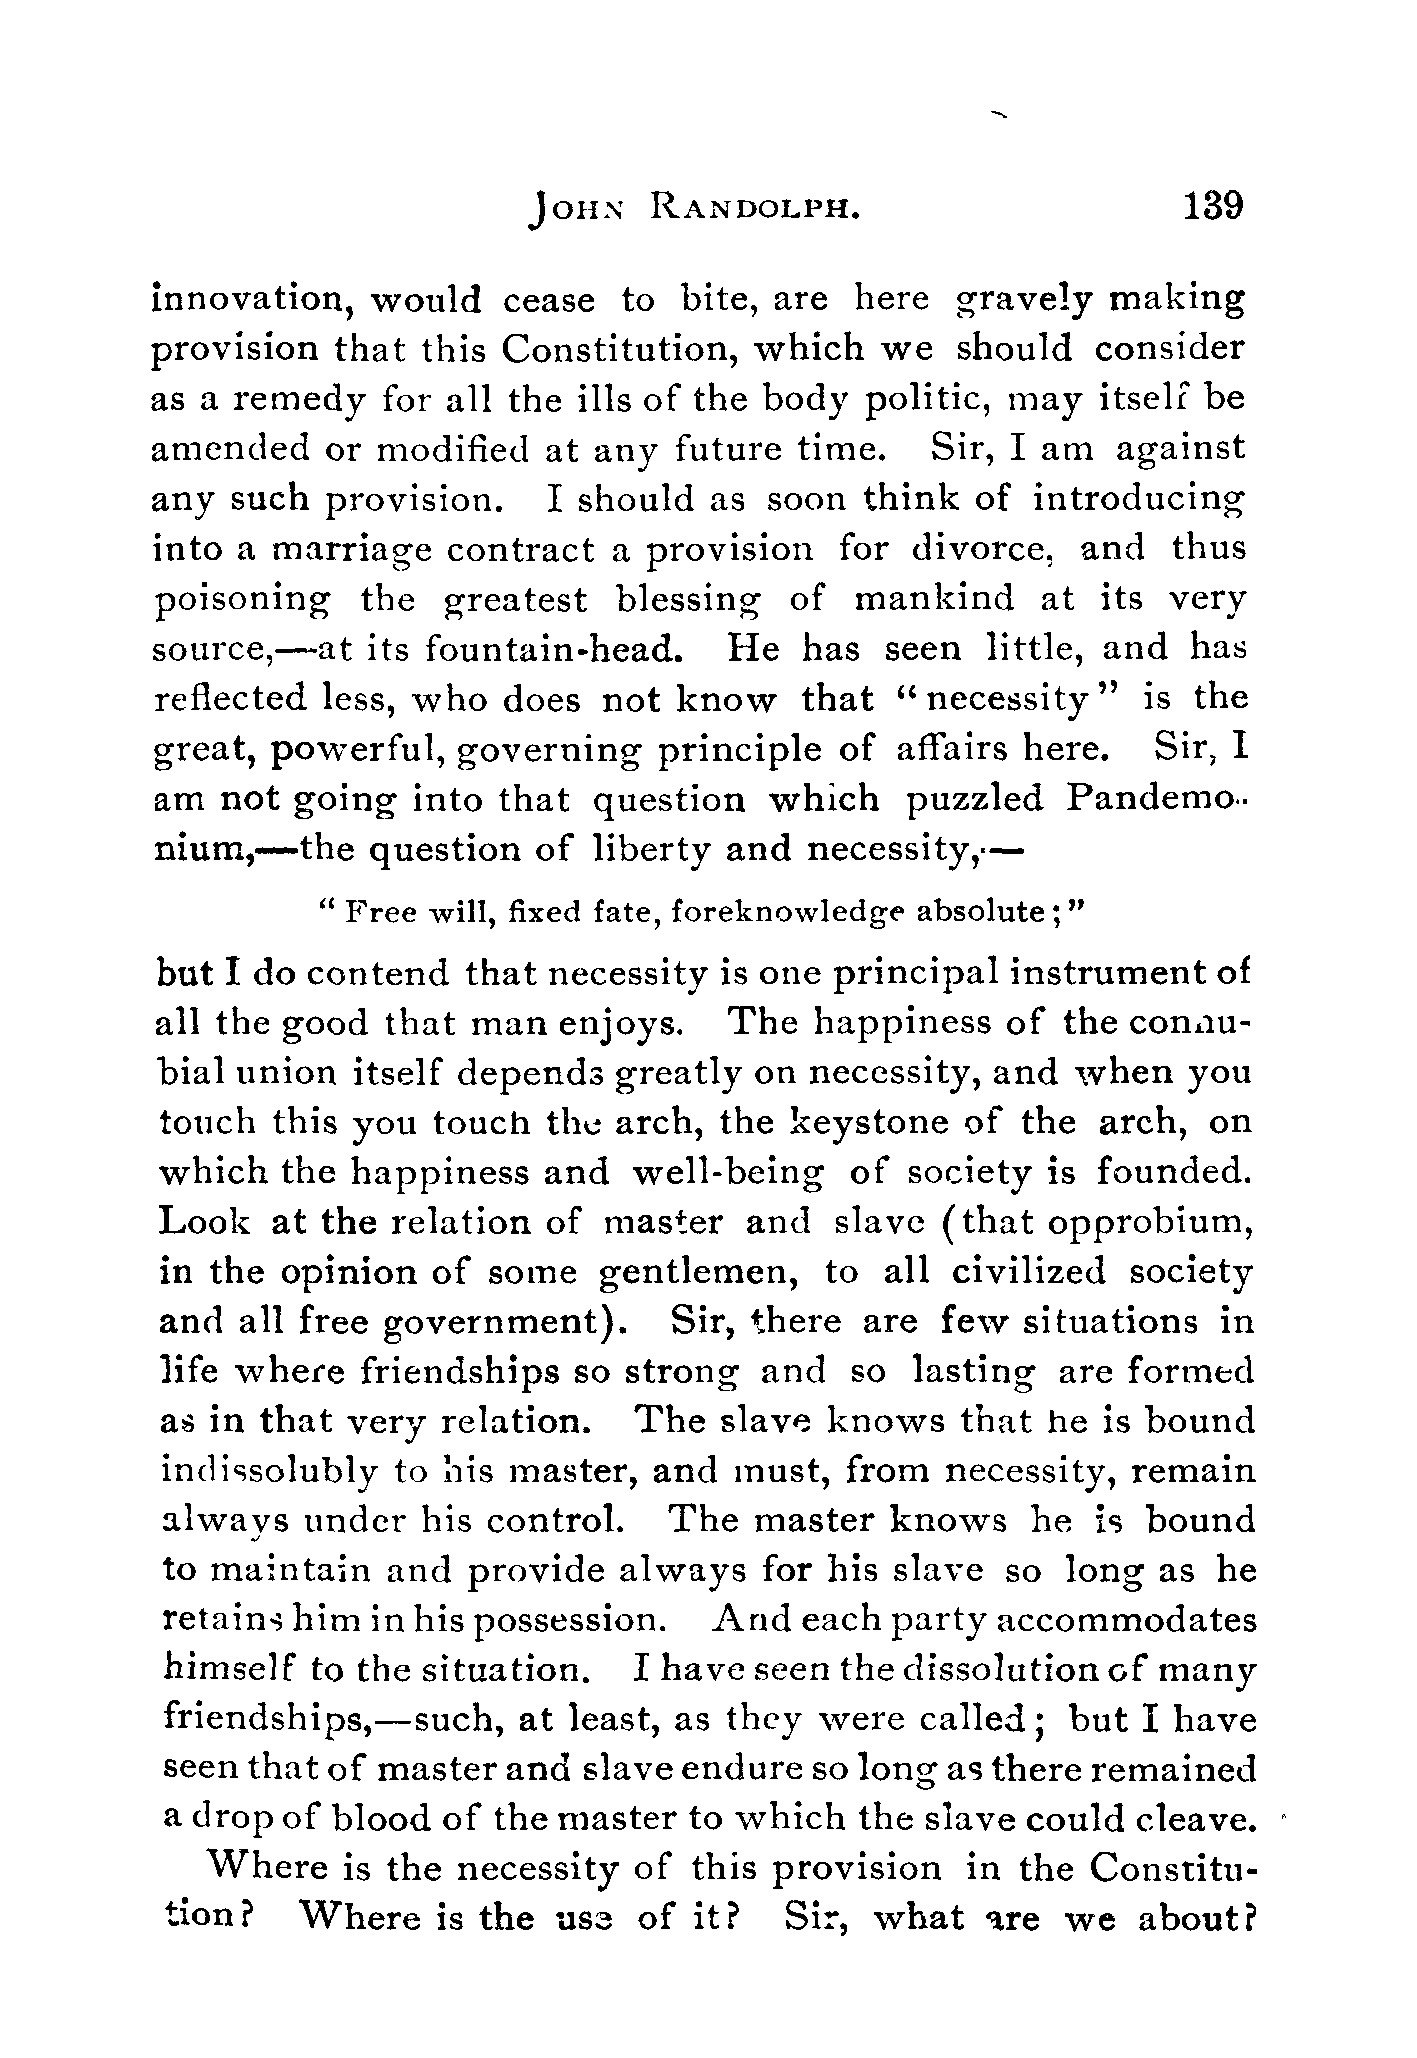 JOHN RANDOLPH. 139
innovation, would cease to bite, are here gravely making
provision that this Constitution, which we should consider
as a remedy for all the ills of the body politic, may itself be
amended or modified at any future time. Sir, I am against
any such provision. I should as soon think of introducing
into a marriage contract a provision for divorce, and thus
poisoning the greatest blessing of mankind at its very
source,—at its fountain-head. He has seen little, and has
reflected less, who does not know that “necessity” is the
great, powerful, governing principle of affairs here. Sir, I
am not going into that question which puzzled Pandemo-
nium,—the question of liberty and necessity,—
“Free will, fixed fate, foreknowledge absolute;”
but I do contend that necessity is one principal instrument of
all the good that man enjoys. The happiness of the connu-
bial union itself depends greatly on necessity, and when you
touch this you touch the arch, the keystone of the arch, on
which the happiness and well-being of society is founded.
Look at the relation of master and slave (that opprobium,
in the opinion of some gentlemen, to all civilized society
and all free government). Sir, there are few situations in
life where friendships so strong and so lasting are formed
as in that very relation. The slave knows that he is bound
indissolubly to his master, and must, from necessity, remain
always under his control. The master knows he is bound
to maintain and provide always for his slave so long as he
retains him in his possession. And each party accommodates
himself to the situation. I have seen the dissolution of many
friendships,—such, at least, as they were called; but I have
seen that of master and slave endure so long as there remained
a drop of blood of the master to which the slave could cleave.
Where is the necessity of this provision in the Constitu-
tion? Where is the use of it? Sir, what are we about?